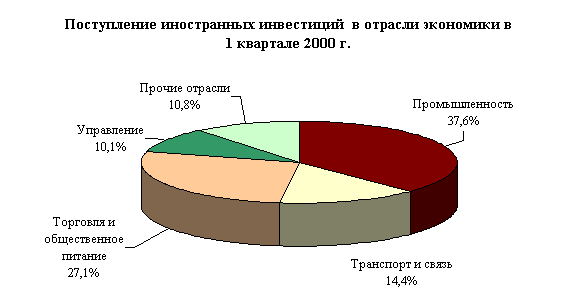 Поступление иностранных инвестиций в отрасли экономики в
1 квартале 2000 г.
Прочие отрасли
10,8%
Промышленность
37,6%
Управление
10,1%
Торговля и
общественное
питание
27,1%
Транспорт и связь
14,4%